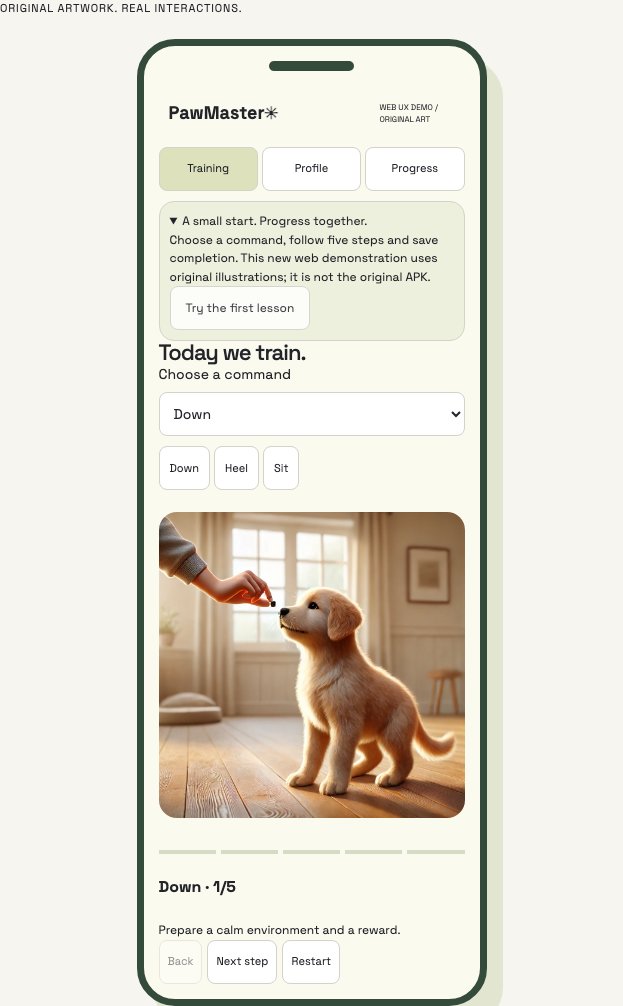 ORIGINAL ARTWORK. REAL INTERACTIONS.
PawMaster✳
WEB UX DEMO /
ORIGINAL ART
Training
Profile
Progress
▼ A small start. Progress together.
Choose a command, follow five steps and save
completion. This new web demonstration uses
original illustrations; it is not the original APK.
Try the first lesson
Today we train.
Choose a command
Down
Down
Heel
Sit
Down · 1/5
Prepare a calm environment and a reward.
Back
Next step
Restart